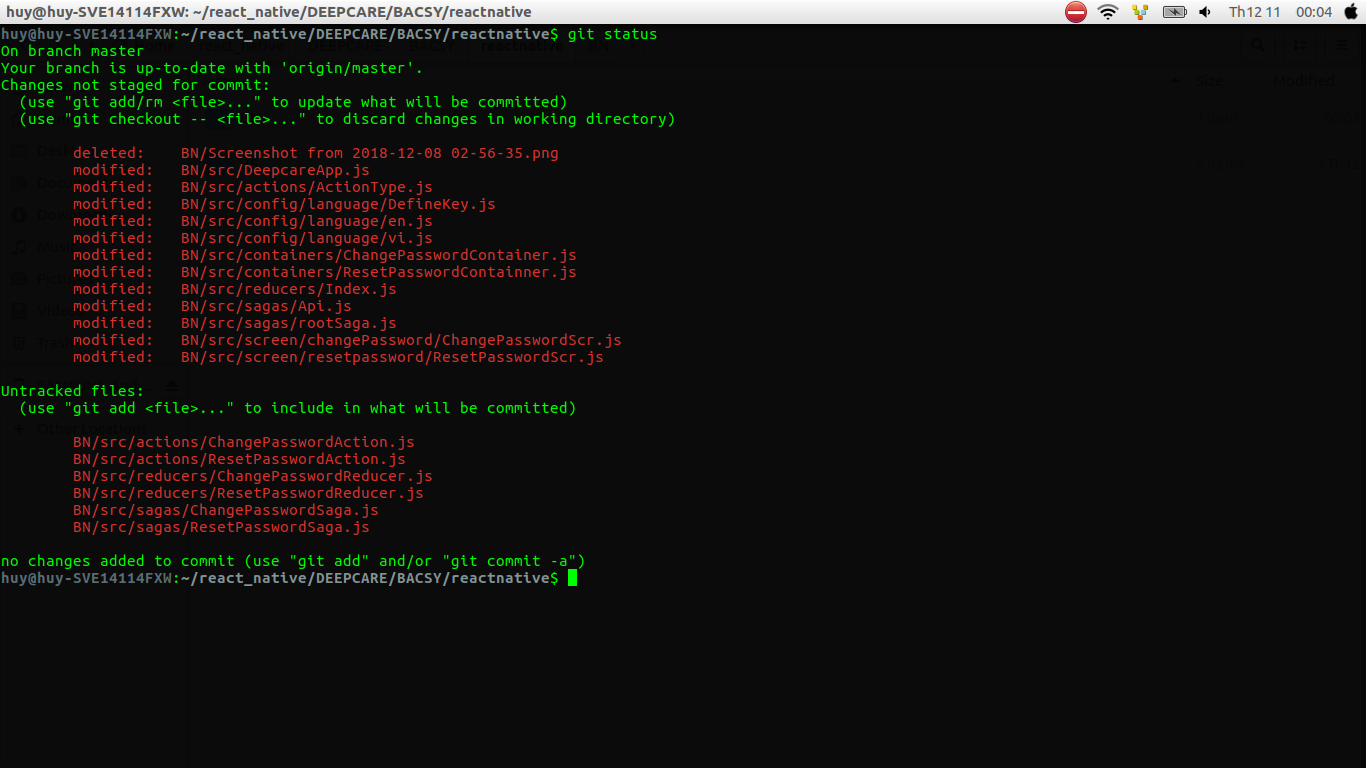 huy@huy-SVE14114FXW: ~/react_native/DEEPCARE/BACSY/reactnative
Th12 11 00:04
huy@huy-SVE14114FXW:~/react_native/DEEPCARE/BACSY/reactnative$ git status
On branch master
Your branch is up-to-date with 'origin/master'.
Changes not staged for commit:
  (use "git add/rm <file>..." to update what will be committed)
  (use "git checkout -- <file>..." to discard changes in working directory)
Size Modified
        deleted:    BN/Screenshot from 2018-12-08 02-56-35.png
        modified:   BN/src/DeepcareApp.js
        modified:   BN/src/actions/ActionType.js
        modified:   BN/src/config/language/DefineKey.js
        modified:   BN/src/config/language/en.js
        modified:   BN/src/config/language/vi.js
        modified:   BN/src/containers/ChangePasswordContainer.js
        modified:   BN/src/containers/ResetPasswordContainner.js
        modified:   BN/src/reducers/Index.js
        modified:   BN/src/sagas/Api.js
        modified:   BN/src/sagas/rootSaga.js
        modified:   BN/src/screen/changePassword/ChangePasswordScr.js
        modified:   BN/src/screen/resetpassword/ResetPasswordScr.js
Untracked files:
  (use "git add <file>..." to include in what will be committed)
Other Locations
        BN/src/actions/ChangePasswordAction.js
        BN/src/actions/ResetPasswordAction.js
        BN/src/reducers/ChangePasswordReducer.js
        BN/src/reducers/ResetPasswordReducer.js
        BN/src/sagas/ChangePasswordSaga.js
        BN/src/sagas/ResetPasswordSaga.js
no changes added to commit (use "git add" and/or "git commit -a")
huy@huy-SVE14114FXW:~/react_native/DEEPCARE/BACSY/reactnative$